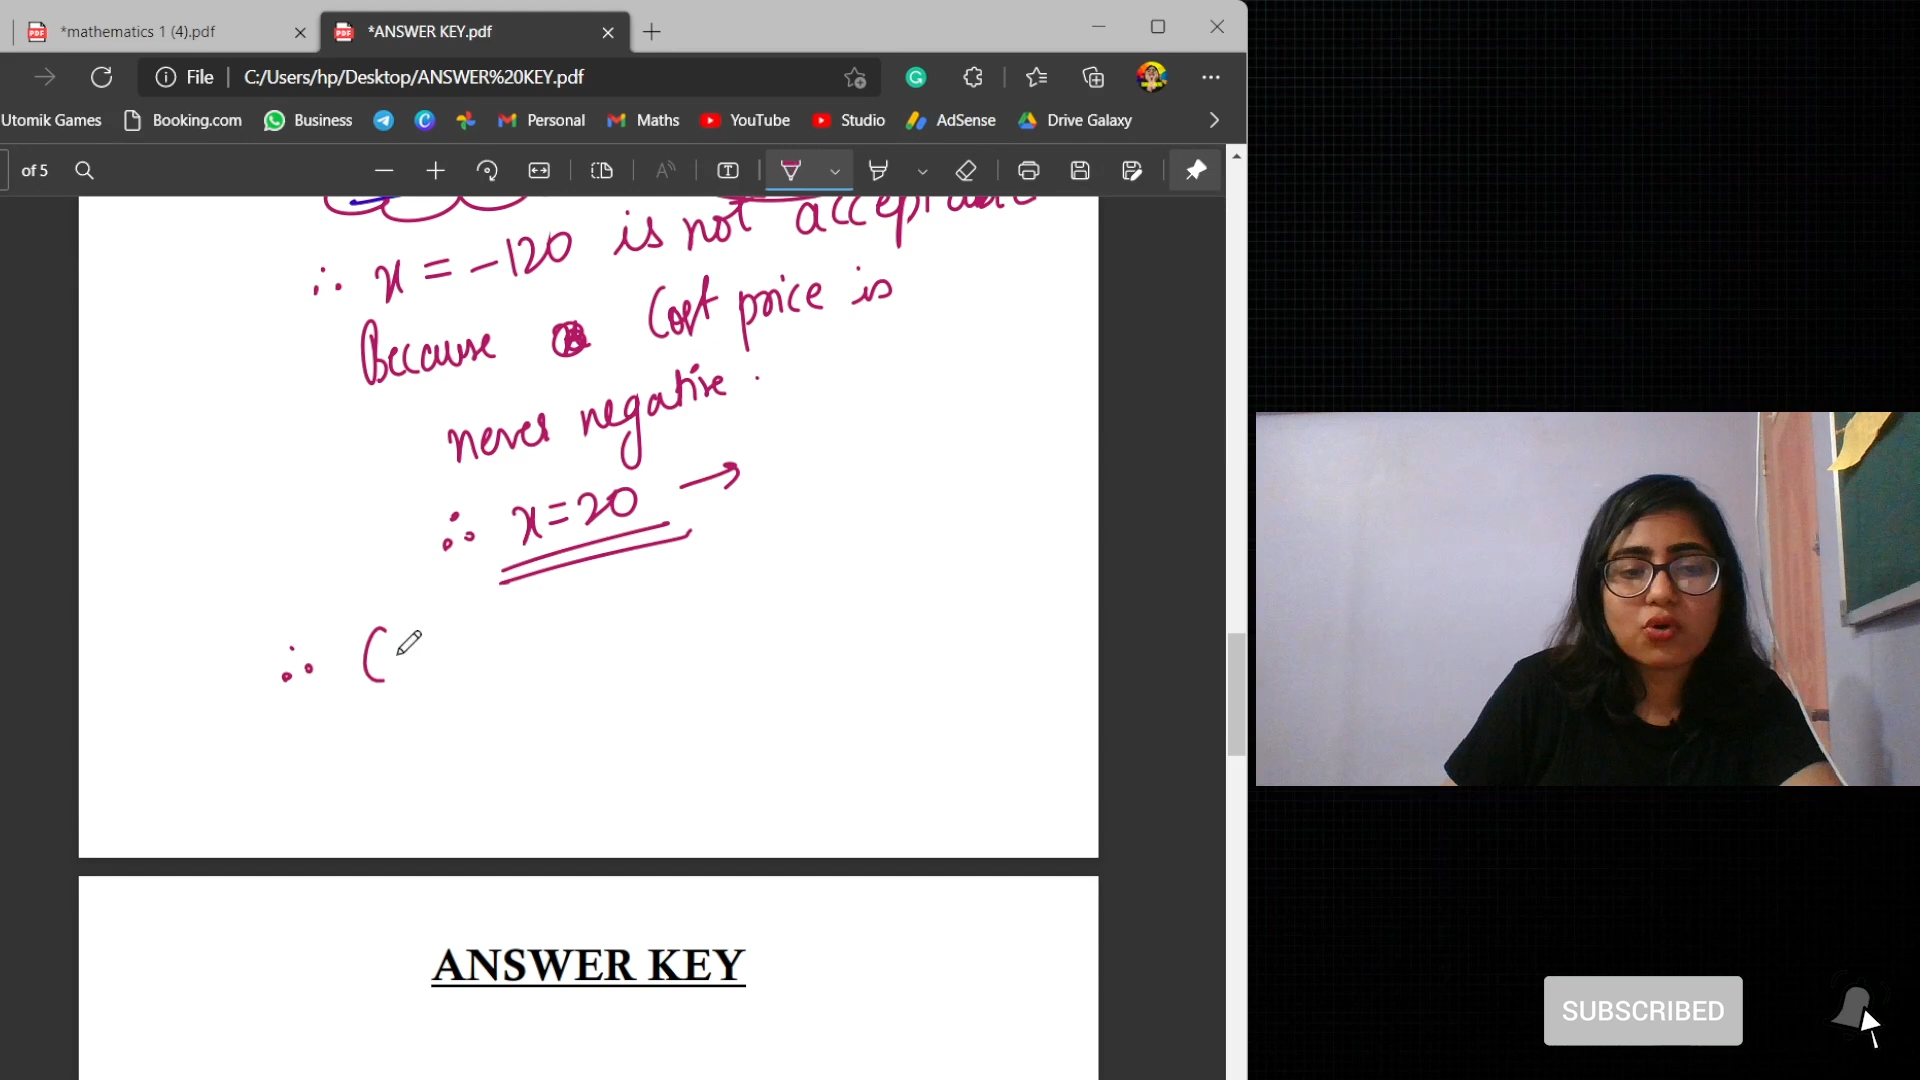 *mathematics 1 (4).pdf
*ANSWER KEY.pdf
File
C:/Users/hp/Desktop/ANSWER%20KEY.pdf
Utomik Games
Booking.com
Business
Personal
Maths
YouTube
Studio
AdSense
Drive Galaxy
of 5
∴ x = -120 is not
Because Cost price is
never negative.
∴ x=20 →
∴ (
ANSWER KEY
SUBSCRIBED